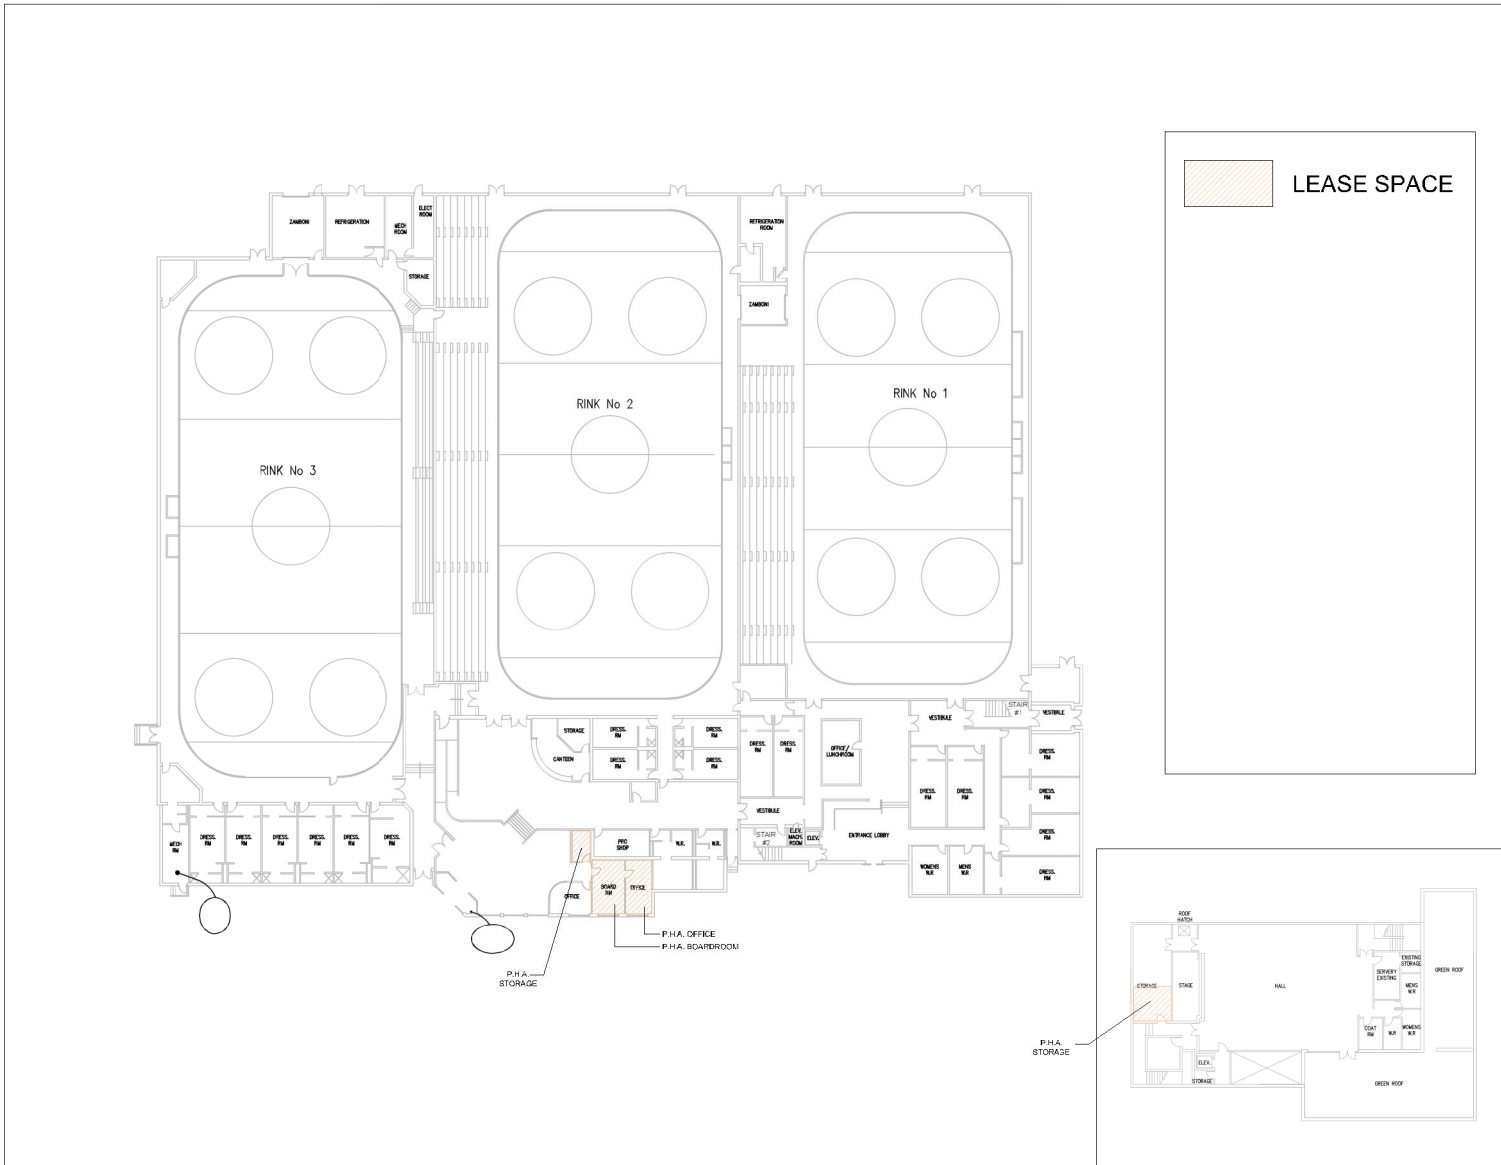 LEASE SPACE
ZAMBONI
REFRIGERATION
MECH
ROOM
ELECT
ROOM
STORAGE
REFRIGERATION
ROOM
ZAMBONI
RINK No 3
RINK No 2
RINK No 1
STORAGE
CANTEEN
DRESS.
RM
DRESS.
RM
DRESS.
RM
DRESS.
RM
DRESS.
RM
DRESS.
RM
OFFICE/
LUNCHROOM
VESTIBULE
STAIR
#1
VESTIBULE
DRESS.
RM
DRESS.
RM
DRESS.
RM
DRESS.
RM
DRESS.
RM
DRESS.
RM
VESTIBULE
STAIR
#2
ELEV.
MACH.
ROOM
ELEV.
ENTRANCE LOBBY
WOMENS
W.R
MENS
W.R
MECH
RM
DRESS.
RM
DRESS.
RM
DRESS.
RM
DRESS.
RM
DRESS.
RM
DRESS.
RM
PRO
SHOP
W.R.
W.R.
OFFICE
BOARD
RM
OFFICE
P.H.A. OFFICE
P.H.A. BOARDROOM
P.H.A.
STORAGE
ROOF
HATCH
STORAGE
STAGE
HALL
SERVERY
EXISTING
EXISTING
STORAGE
MENS
W.R
GREEN ROOF
COAT
RM
W.R
WOMENS
W.R
P.H.A.
STORAGE
ELEV.
STORAGE
GREEN ROOF